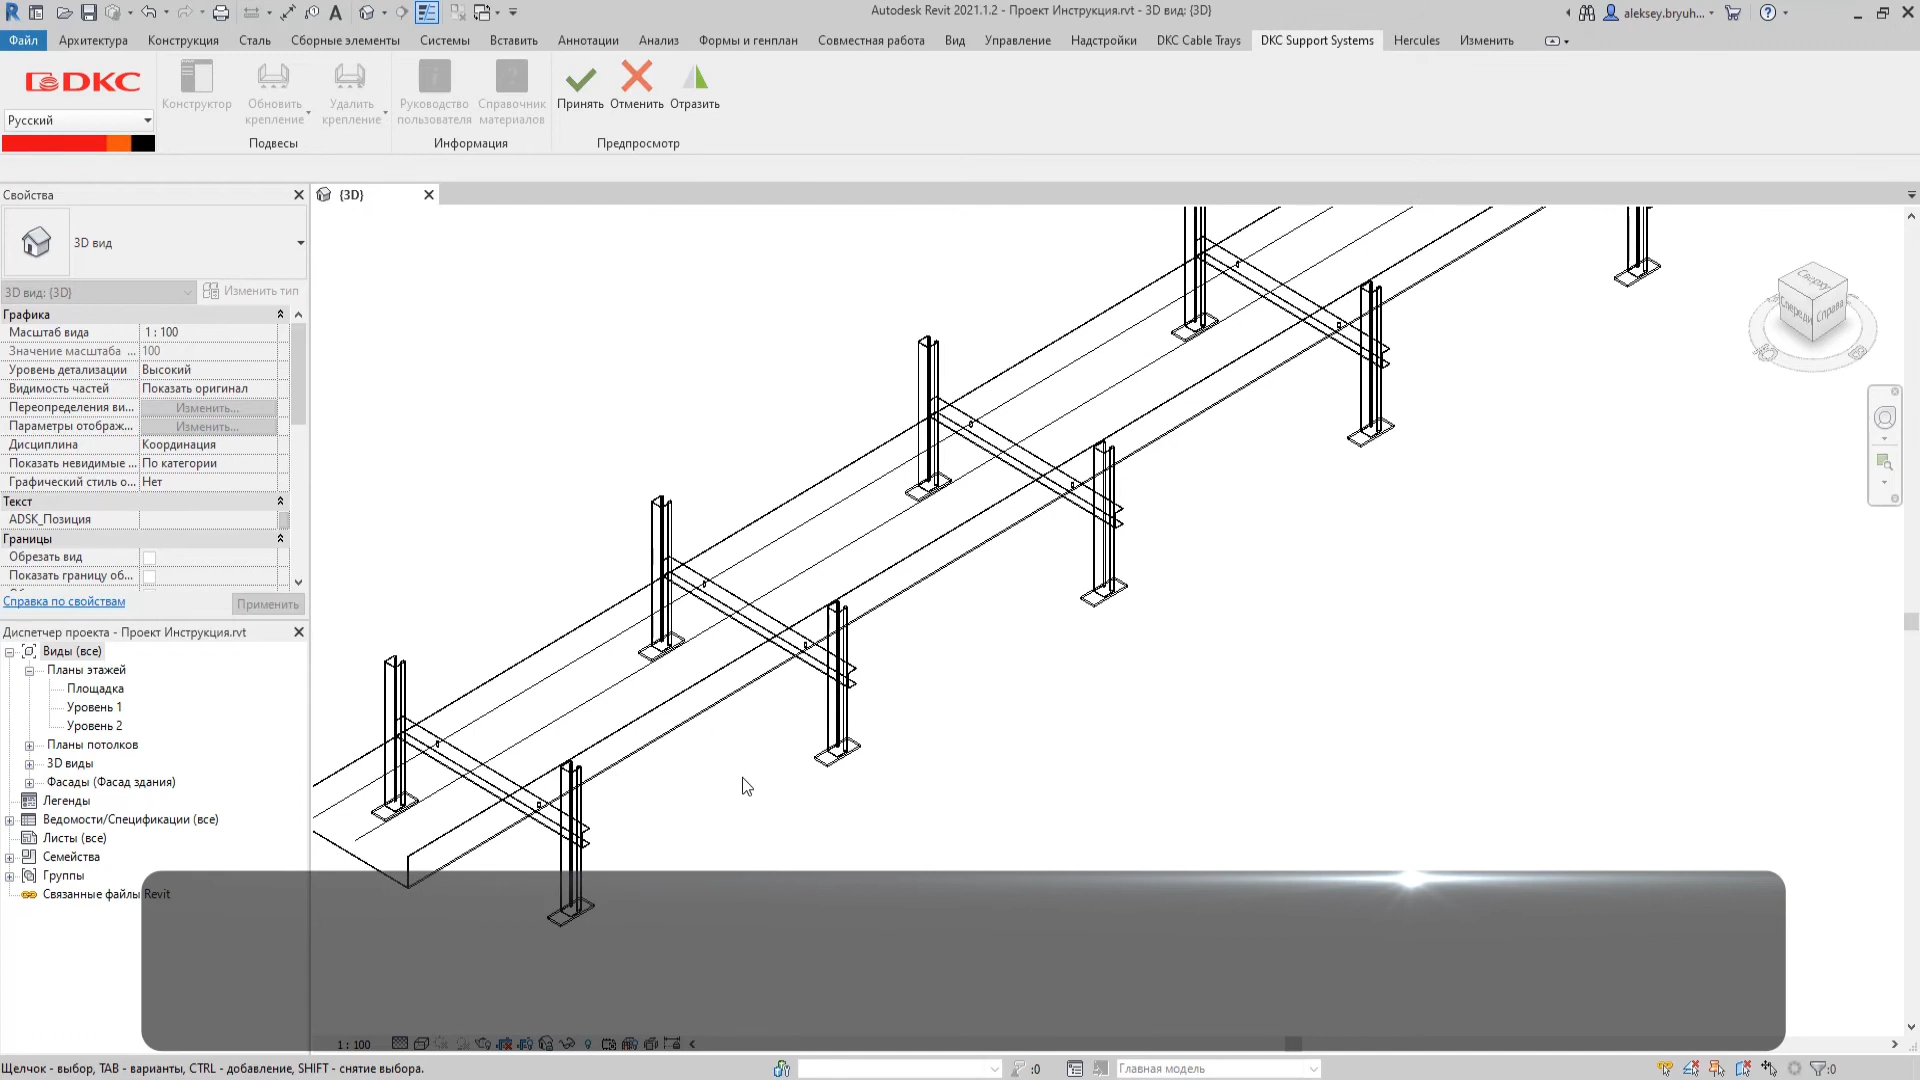 Autodesk Revit 2021.1.2 - Проект Инструкция.rvt - 3D вид: {3D}
aleksey.bryuh...
Файл Архитектура Конструкция Сталь Сборные элементы Системы Вставить Аннотации Анализ Формы и генплан Совместная работа Вид Управление Надстройки DKC Cable Trays DKC Support Systems Hercules Изменить
DKC
Русский
Конструктор
Обновить крепление
Удалить крепление
Подвесы
Руководство пользователя
Справочник материалов
Информация
Принять Отменить Отразить
Предпросмотр
Свойства
{3D}
3D вид
3D вид: {3D}
Изменить тип
Графика
Масштаб вида 1 : 100
Значение масштаба ... 100
Уровень детализации Высокий
Видимость частей Показать оригинал
Переопределения ви... Изменить...
Параметры отображ... Изменить...
Дисциплина Координация
Показать невидимые ... По категории
Графический стиль о... Нет
Текст
ADSK_Позиция
Границы
Обрезать вид
Показать границу об...
Справка по свойствам
Применить
Диспетчер проекта - Проект Инструкция.rvt
Виды (все)
Планы этажей
Площадка
Уровень 1
Уровень 2
Планы потолков
3D виды
Фасады (Фасад здания)
Легенды
Ведомости/Спецификации (все)
Листы (все)
Семейства
Группы
Связанные файлы Revit
Сверху
Спереди
Справа
1 : 100
Щелчок - выбор, TAB - варианты, CTRL - добавление, SHIFT - снятие выбора.
:0
Главная модель
:0